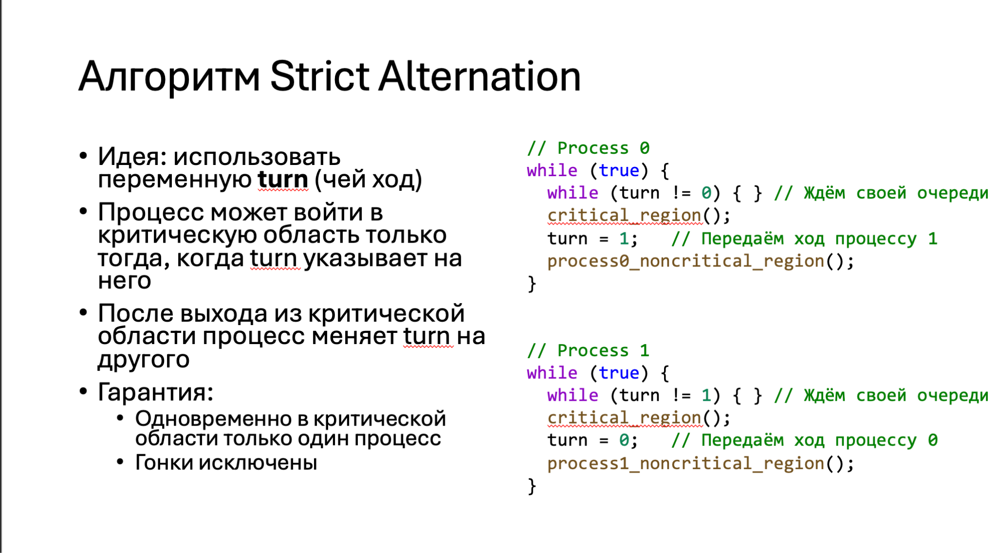 Алгоритм Strict Alternation
• Идея: использовать
переменную turn (чей ход)
• Процесс может войти в
критическую область только
тогда, когда turn указывает на
него
• После выхода из критической
области процесс меняет turn на
другого
• Гарантия:
• Одновременно в критической
области только один процесс
• Гонки исключены
// Process 0
while (true) {
  while (turn != 0) { } // Ждём своей очереди
  critical_region();
  turn = 1;   // Передаём ход процессу 1
  process0_noncritical_region();
}
// Process 1
while (true) {
  while (turn != 1) { } // Ждём своей очереди
  critical_region();
  turn = 0;   // Передаём ход процессу 0
  process1_noncritical_region();
}